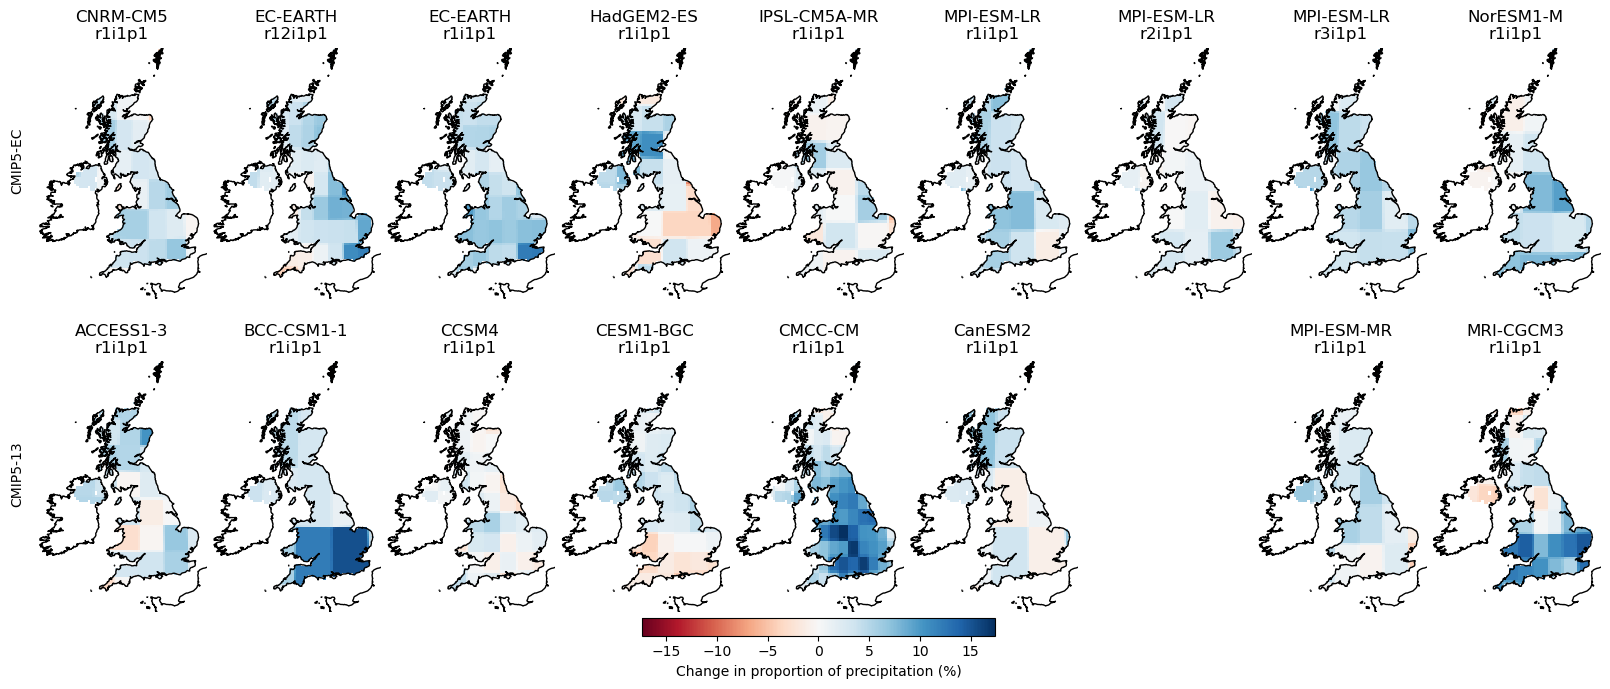 CNRM-CM5 EC-EARTH EC-EARTH HadGEM2-ES IPSL-CM5A-MR MPI-ESM-LR MPI-ESM-LR MPI-ESM-LR NorESM1-M
r1i1p1 r12i1p1 r1i1p1 r1i1p1 r1i1p1 r1i1p1 r2i1p1 r3i1p1 r1i1p1
CMIP5-EC
ACCESS1-3 BCC-CSM1-1 CCSM4 CESM1-BGC CMCC-CM CanESM2 MPI-ESM-MR MRI-CGCM3
r1i1p1 r1i1p1 r1i1p1 r1i1p1 r1i1p1 r1i1p1 r1i1p1 r1i1p1
CMIP5-13
−15 −10 −5 0 5 10 15
Change in proportion of precipitation (%)